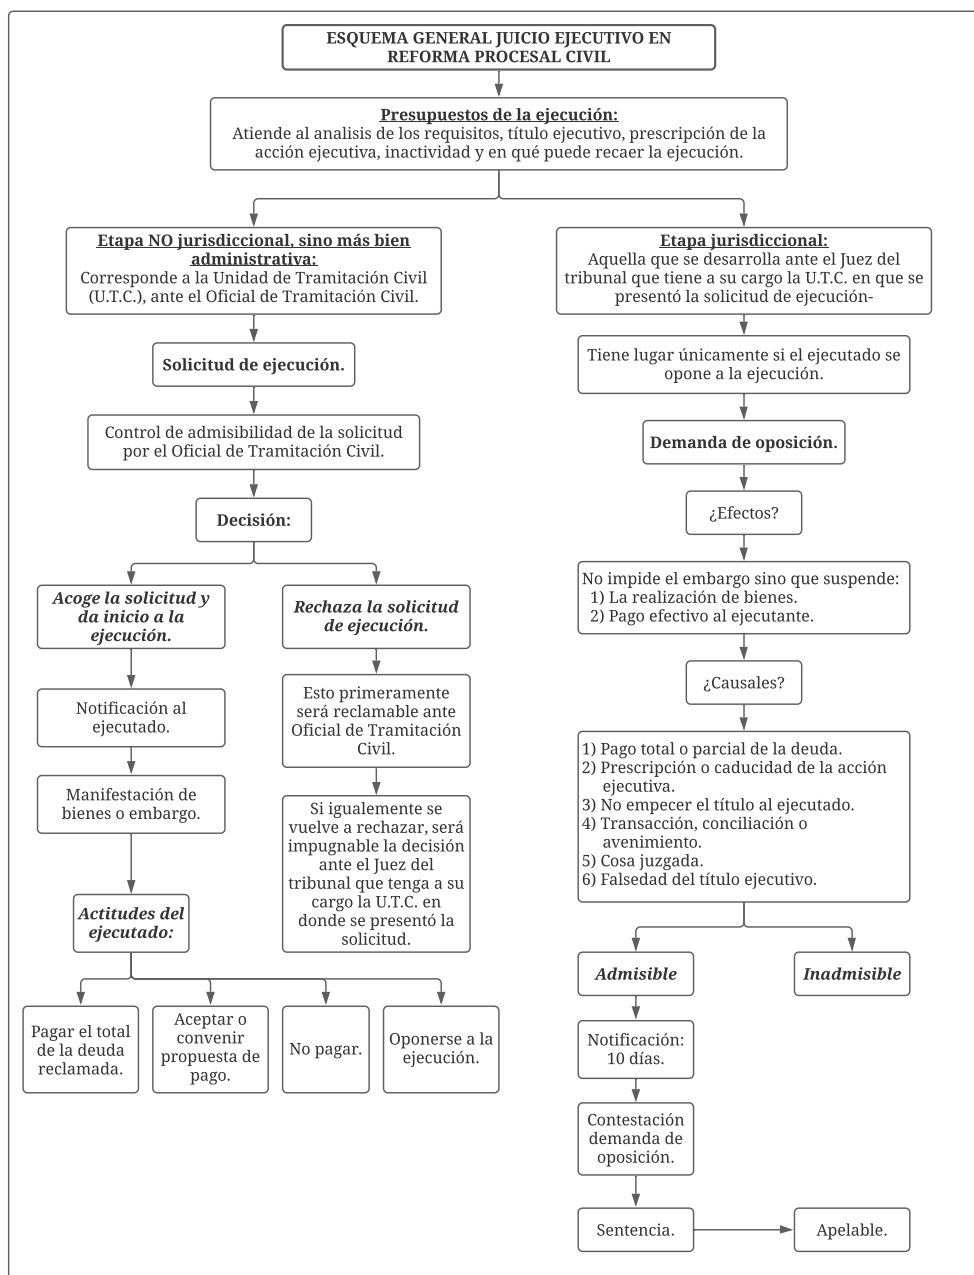 ESQUEMA GENERAL JUICIO EJECUTIVO EN
REFORMA PROCESAL CIVIL
Presupuestos de la ejecución:
Atiende al analisis de los requisitos, título ejecutivo, prescripción de la
acción ejecutiva, inactividad y en qué puede recaer la ejecución.
Etapa NO jurisdiccional, sino más bien
administrativa:
Corresponde a la Unidad de Tramitación Civil
(U.T.C.), ante el Oficial de Tramitación Civil.
Solicitud de ejecución.
Control de admisibilidad de la solicitud
por el Oficial de Tramitación Civil.
Decisión:
Acoge la solicitud y
da inicio a la
ejecución.
Notificación al
ejecutado.
Manifestación de
bienes o embargo.
Actitudes del
ejecutado:
Pagar el total
de la deuda
reclamada.
Aceptar o
convenir
propuesta de
pago.
No pagar.
Oponerse a la
ejecución.
Rechaza la solicitud
de ejecución.
Esto primeramente
será reclamable ante
Oficial de Tramitación
Civil.
Si igualemente se
vuelve a rechazar, será
impugnable la decisión
ante el Juez del
tribunal que tenga a su
cargo la U.T.C. en
donde se presentó la
solicitud.
Etapa jurisdiccional:
Aquella que se desarrolla ante el Juez del
tribunal que tiene a su cargo la U.T.C. en que se
presentó la solicitud de ejecución-
Tiene lugar únicamente si el ejecutado se
opone a la ejecución.
Demanda de oposición.
¿Efectos?
No impide el embargo sino que suspende:
1) La realización de bienes.
2) Pago efectivo al ejecutante.
¿Causales?
1) Pago total o parcial de la deuda.
2) Prescripción o caducidad de la acción
ejecutiva.
3) No empecer el título al ejecutado.
4) Transacción, conciliación o
avenimiento.
5) Cosa juzgada.
6) Falsedad del título ejecutivo.
Admisible
Inadmisible
Notificación:
10 días.
Contestación
demanda de
oposición.
Sentencia.
Apelable.